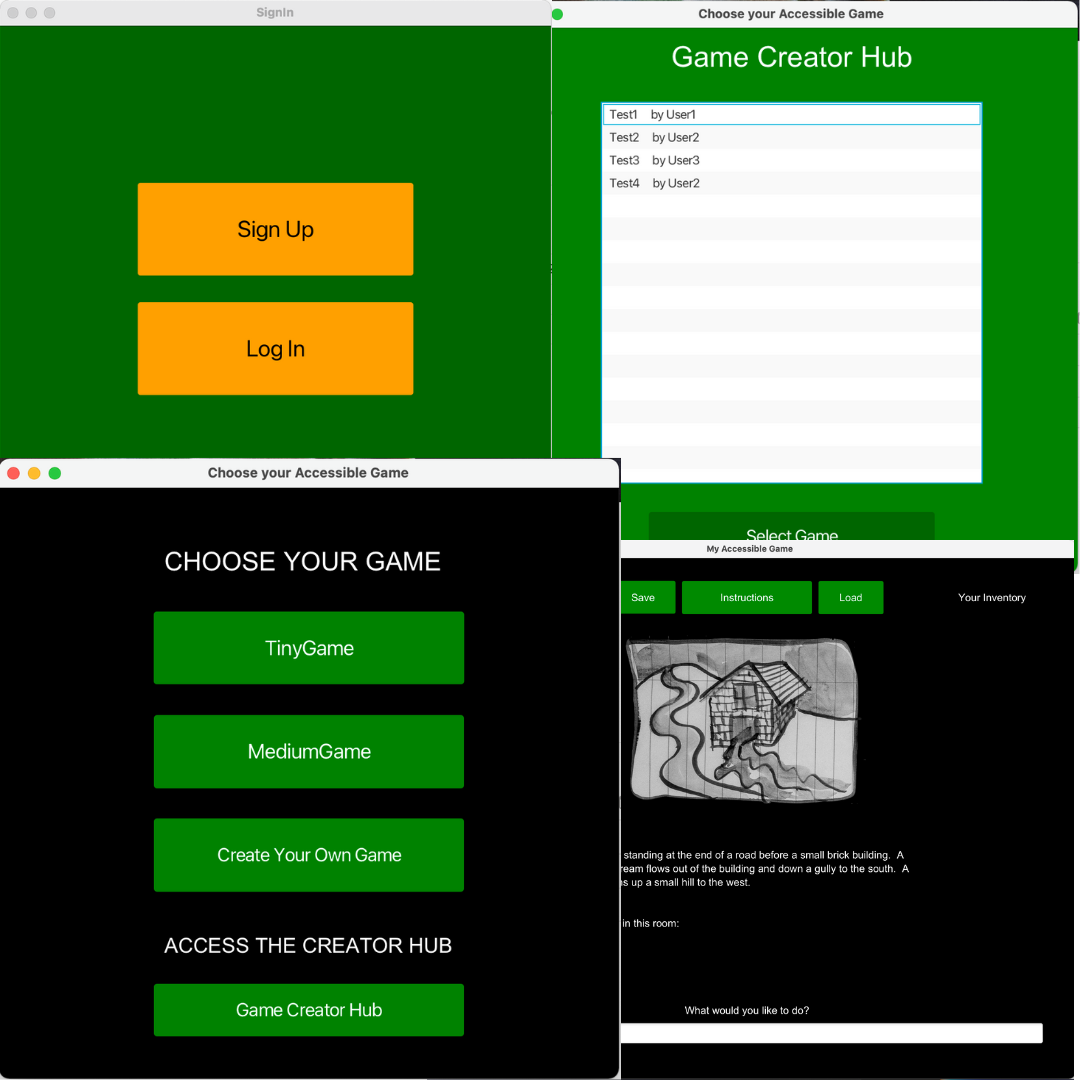 SignIn
Sign Up
Log In
Choose your Accessible Game
Game Creator Hub
Test1 by User1
Test2 by User2
Test3 by User3
Test4 by User2
Select Game
Choose your Accessible Game
CHOOSE YOUR GAME
TinyGame
MediumGame
Create Your Own Game
ACCESS THE CREATOR HUB
Game Creator Hub
My Accessible Game
Save
Instructions
Load
Your Inventory
standing at the end of a road before a small brick building. A
ream flows out of the building and down a gully to the south. A
s up a small hill to the west.
in this room:
What would you like to do?